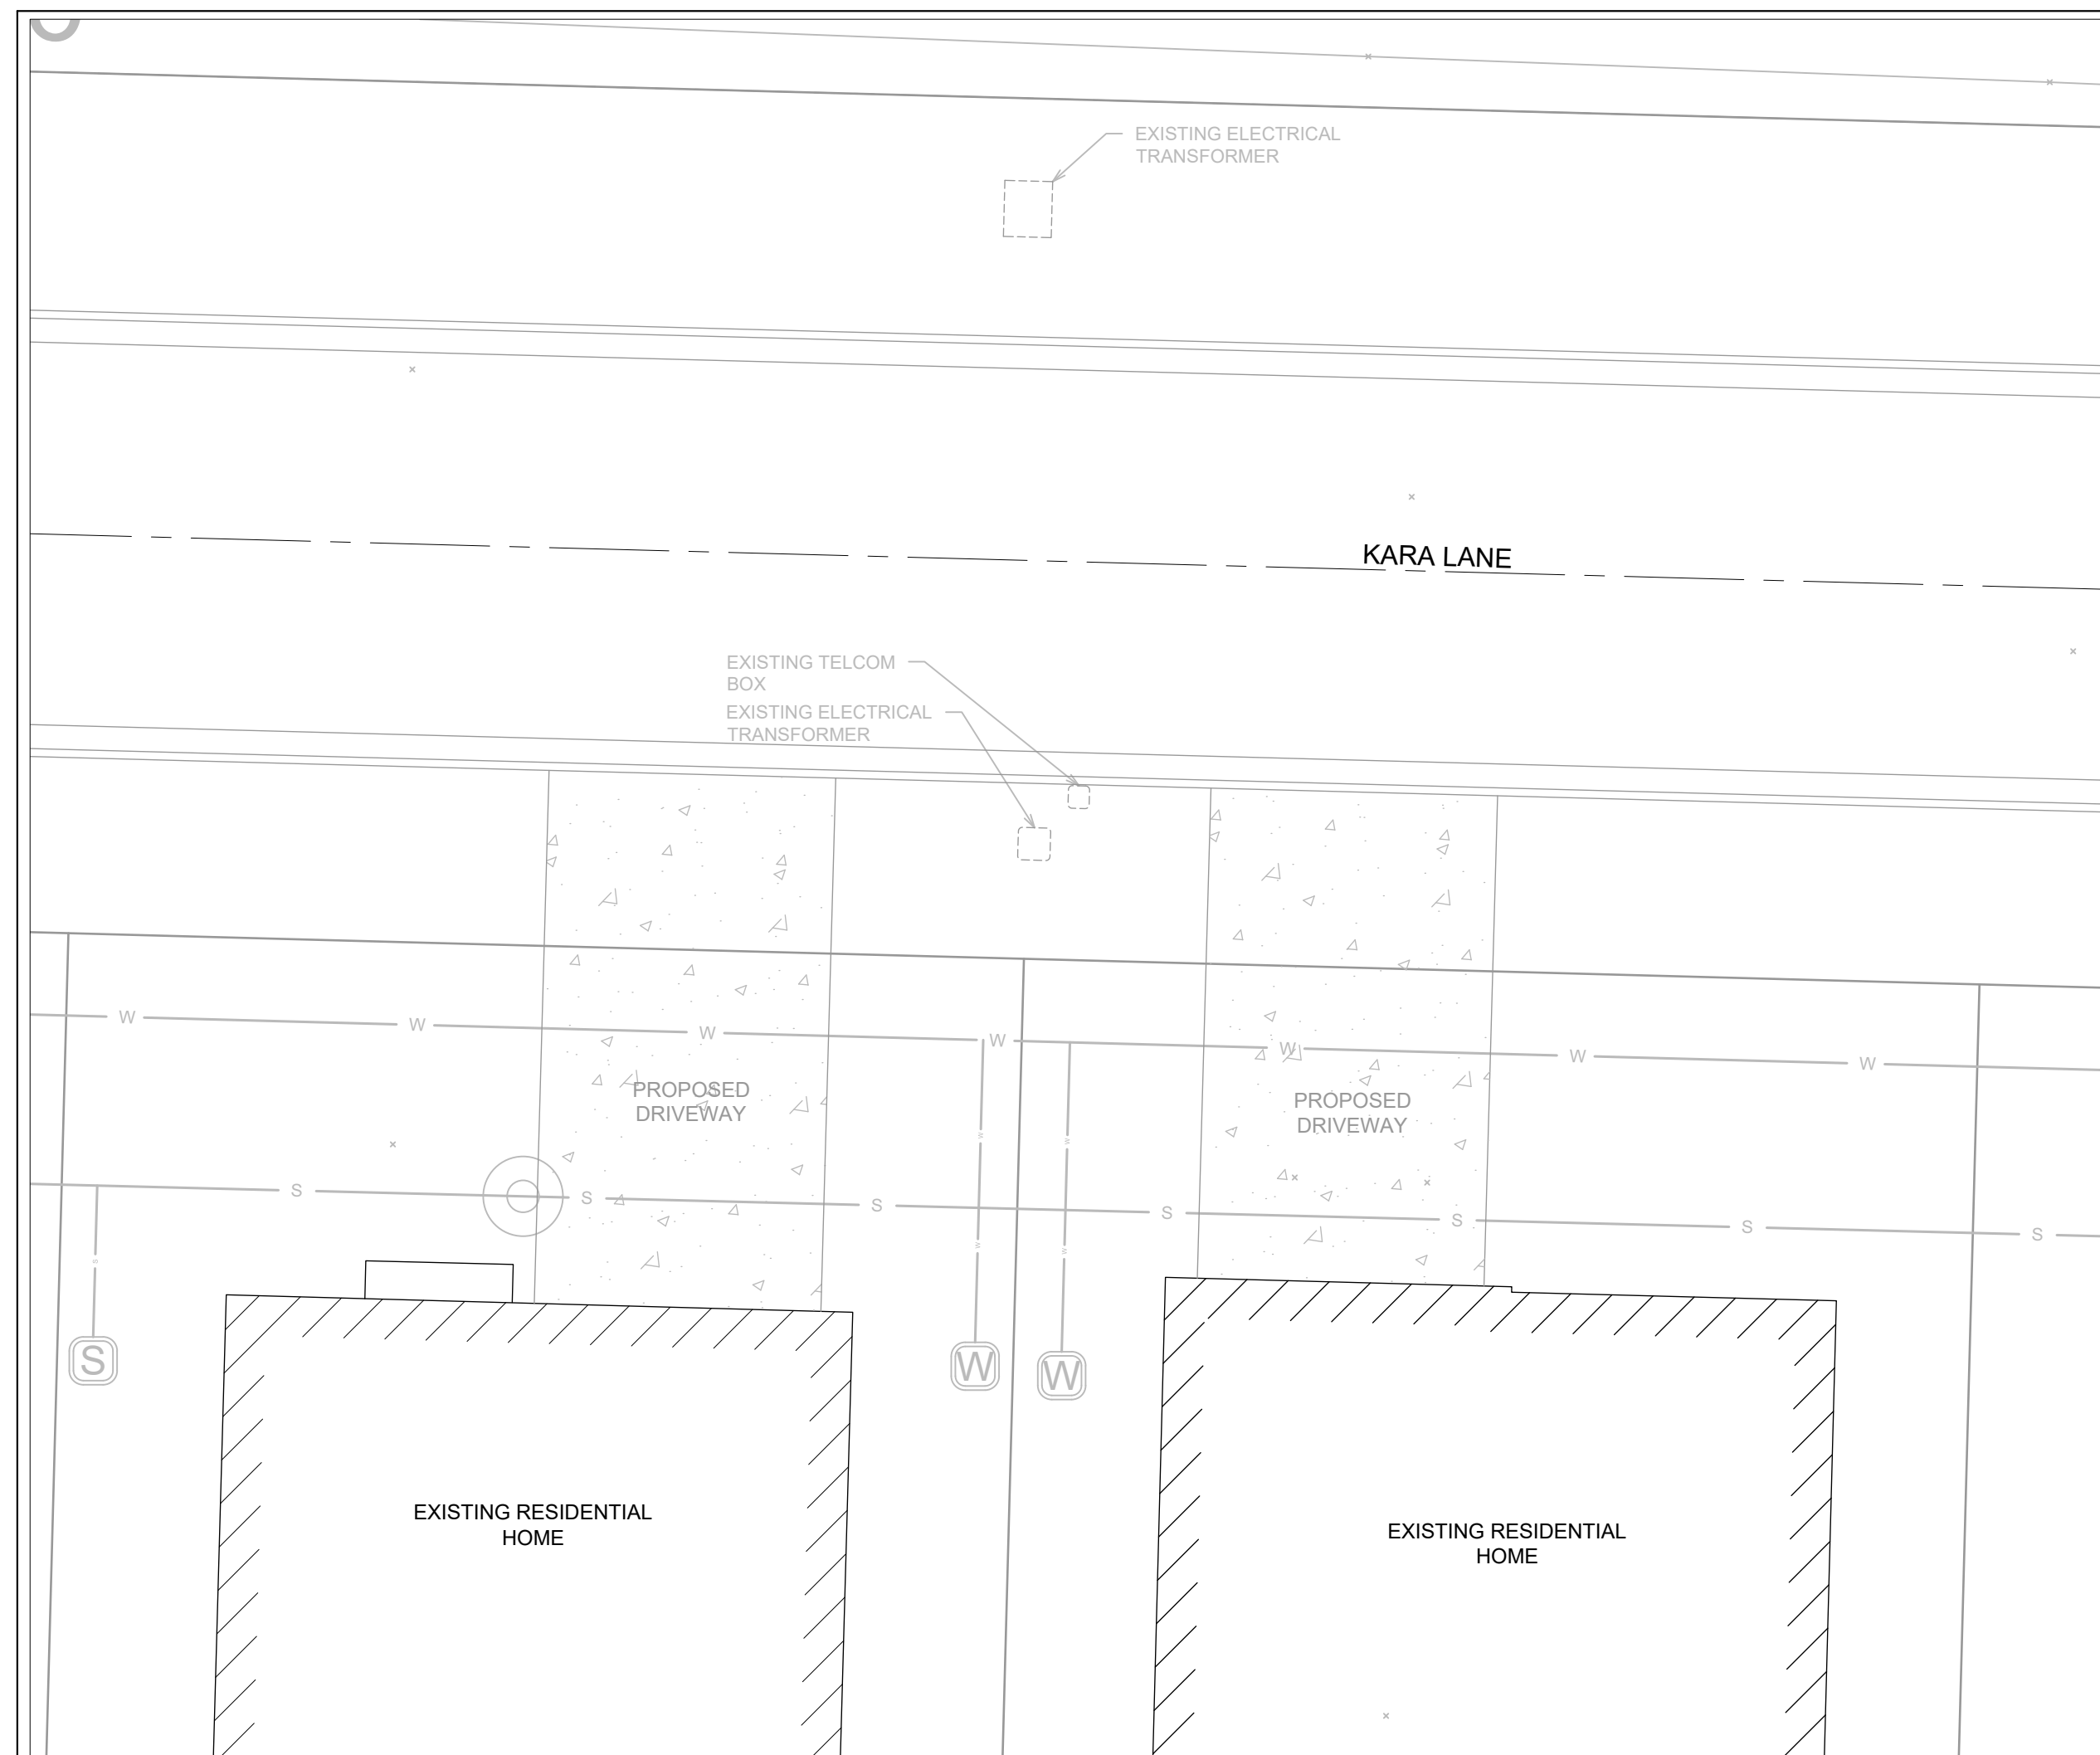 EXISTING ELECTRICAL
TRANSFORMER
KARA LANE
EXISTING TELCOM
BOX
EXISTING ELECTRICAL
TRANSFORMER
W W W W W W W
PROPOSED
DRIVEWAY
PROPOSED
DRIVEWAY
W W
S S S S S S S
W W
S
S W W
EXISTING RESIDENTIAL
HOME
EXISTING RESIDENTIAL
HOME